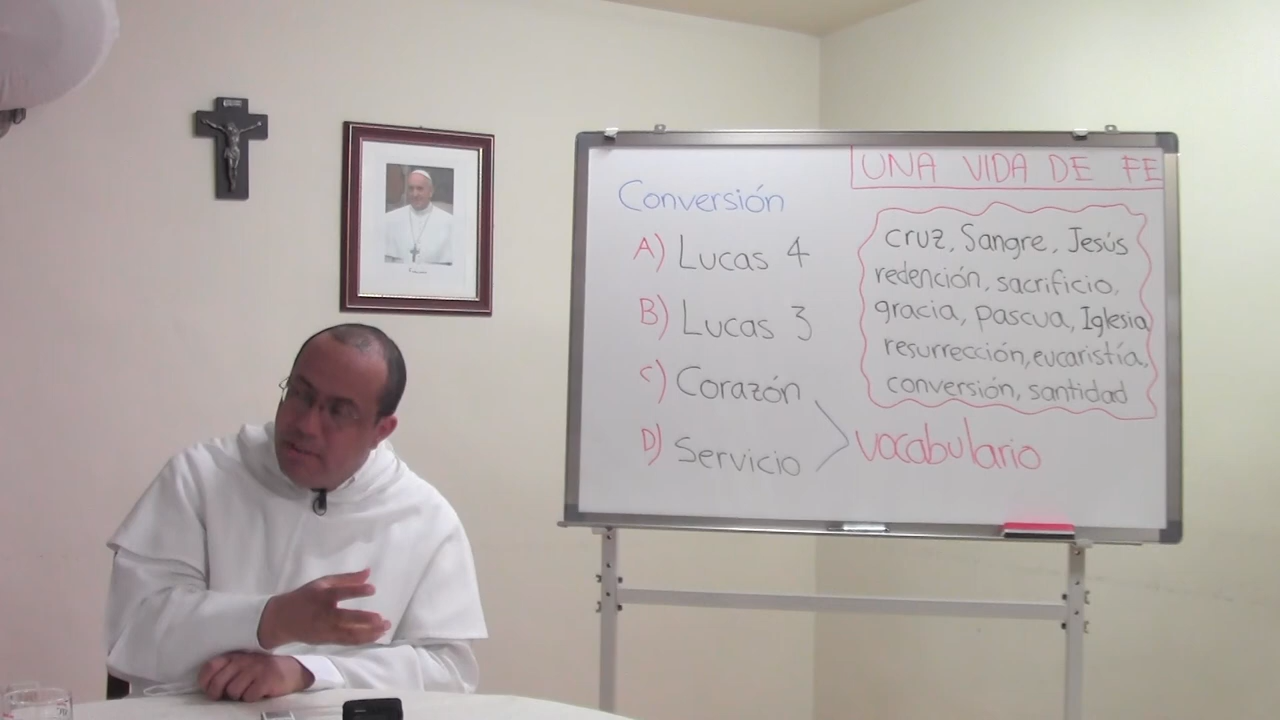 UNA VIDA DE FE
Conversión
A) Lucas 4
B) Lucas 3
C) Corazón
D) Servicio
cruz, Sangre, Jesús
redención, sacrificio,
gracia, pascua, Iglesia
resurrección, eucaristía,
conversión, santidad
vocabulario